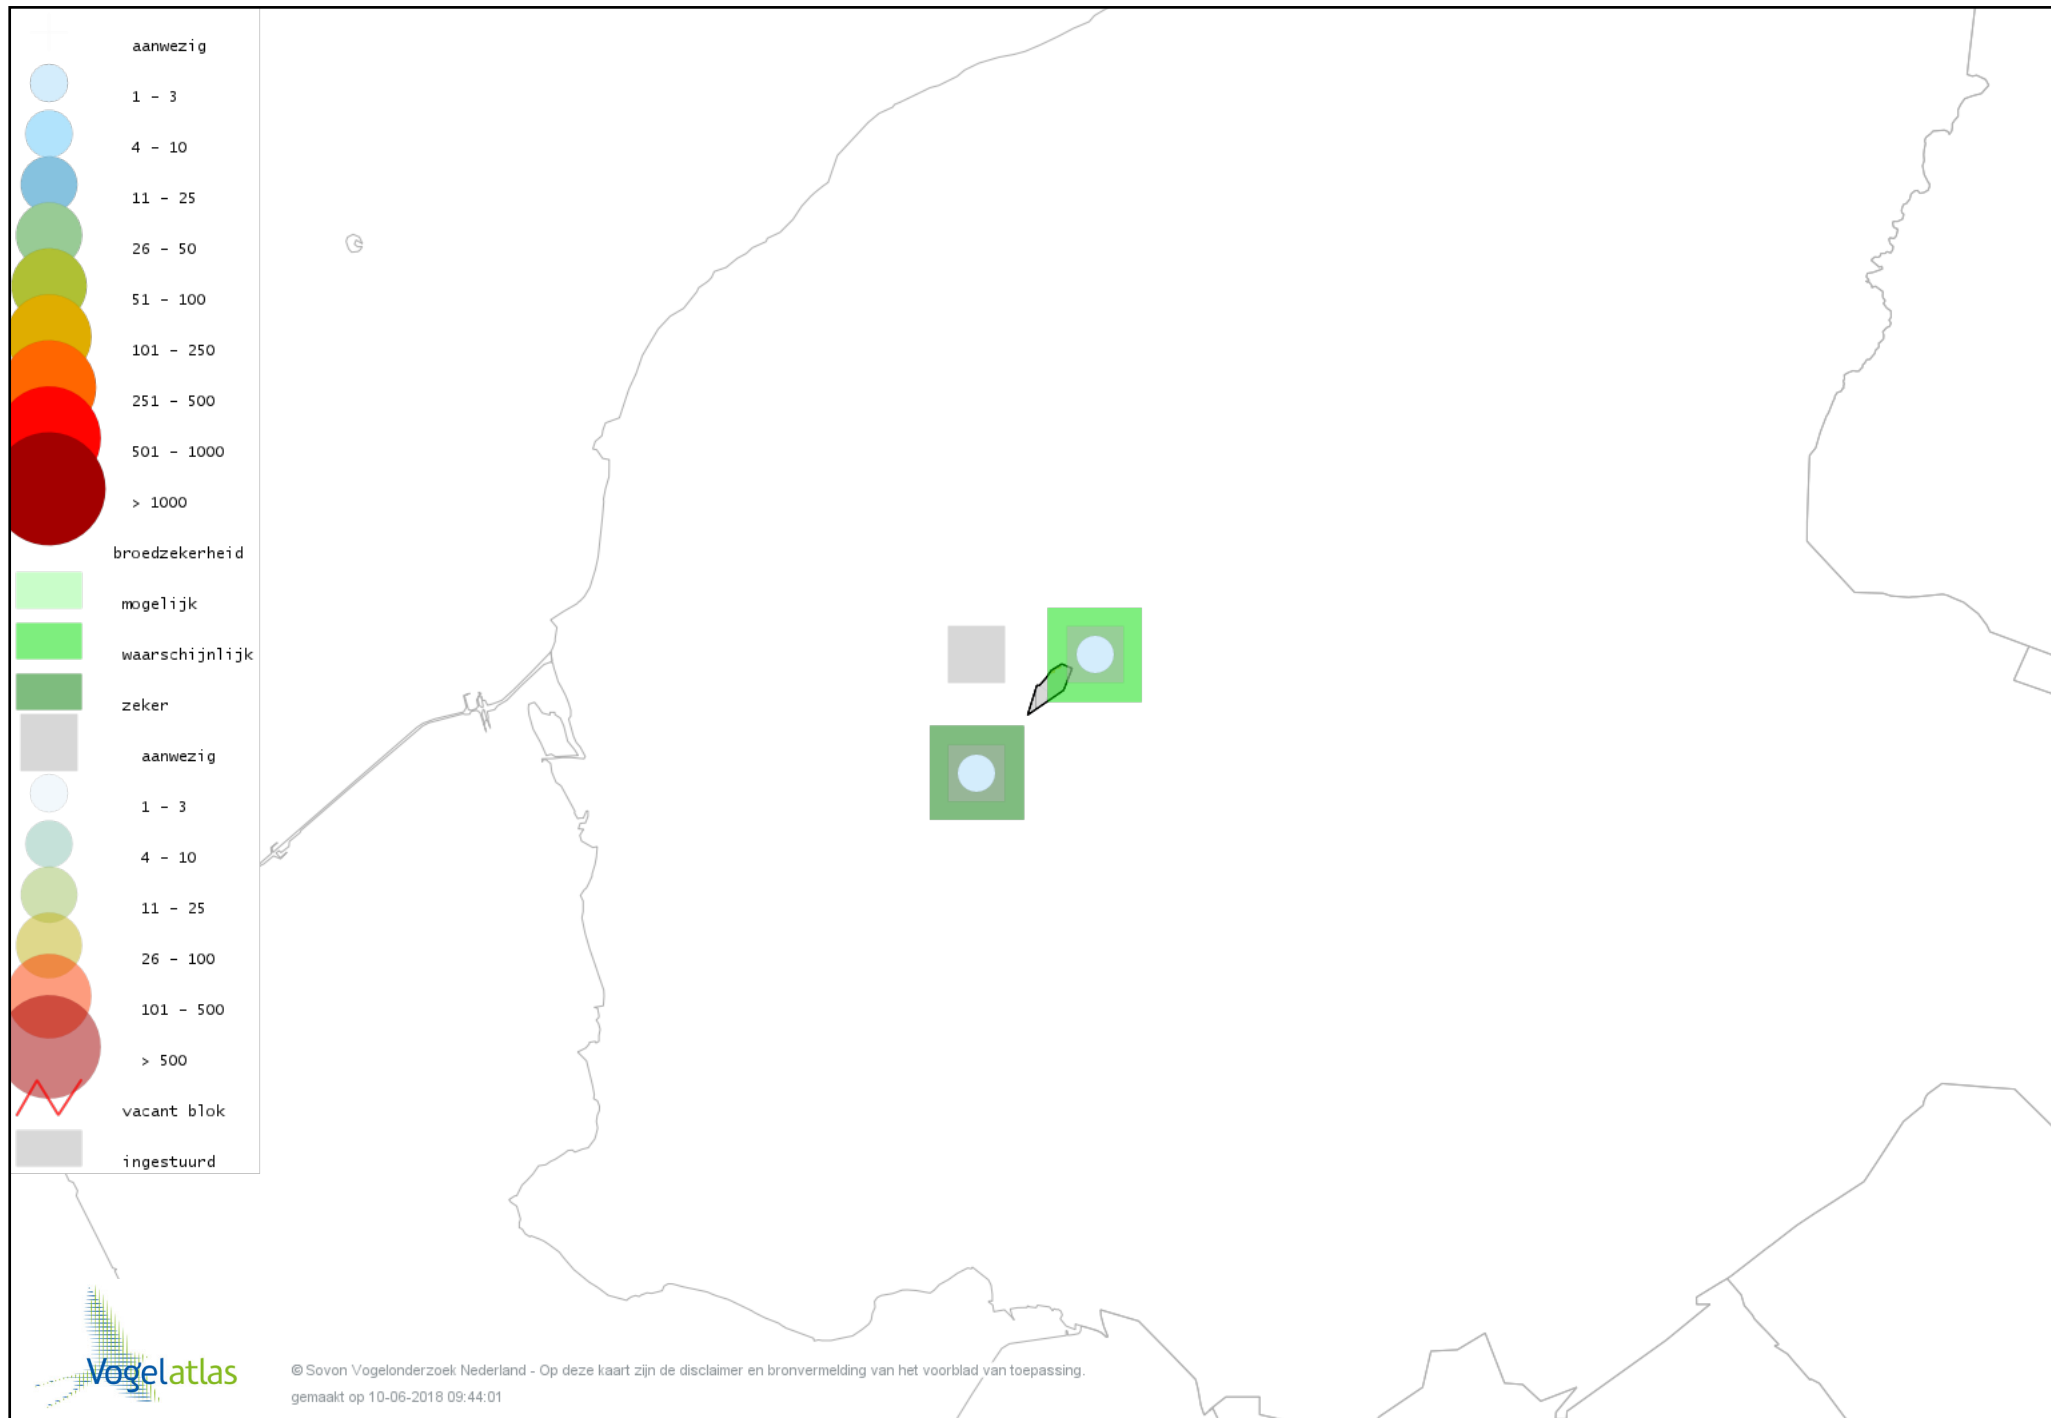 aanwezig
1 – 3
4 – 10
11 – 25
26 – 50
51 – 100
101 – 250
251 – 500
501 – 1000
> 1000
broedzekerheid
mogelijk
waarschijnlijk
zeker
aanwezig
1 – 3
4 – 10
11 – 25
26 – 100
101 – 500
> 500
vacant blok
ingestuurd
Vogelatlas
© Sovon Vogelonderzoek Nederland - Op deze kaart zijn de disclaimer en bronvermelding van het voorblad van toepassing.
gemaakt op 10-06-2018 09:44:01